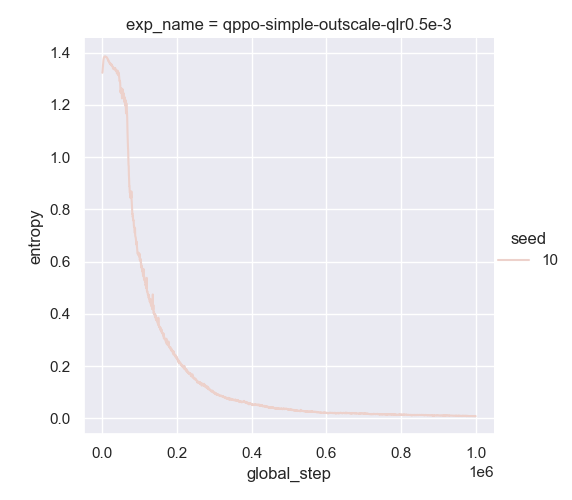 exp_name = qppo-simple-outscale-qlr0.5e-3
1.4
1.2
1.0
0.8
0.6
0.4
0.2
0.0
entropy
0.0 0.2 0.4 0.6 0.8 1.0
1e6
global_step
seed
10